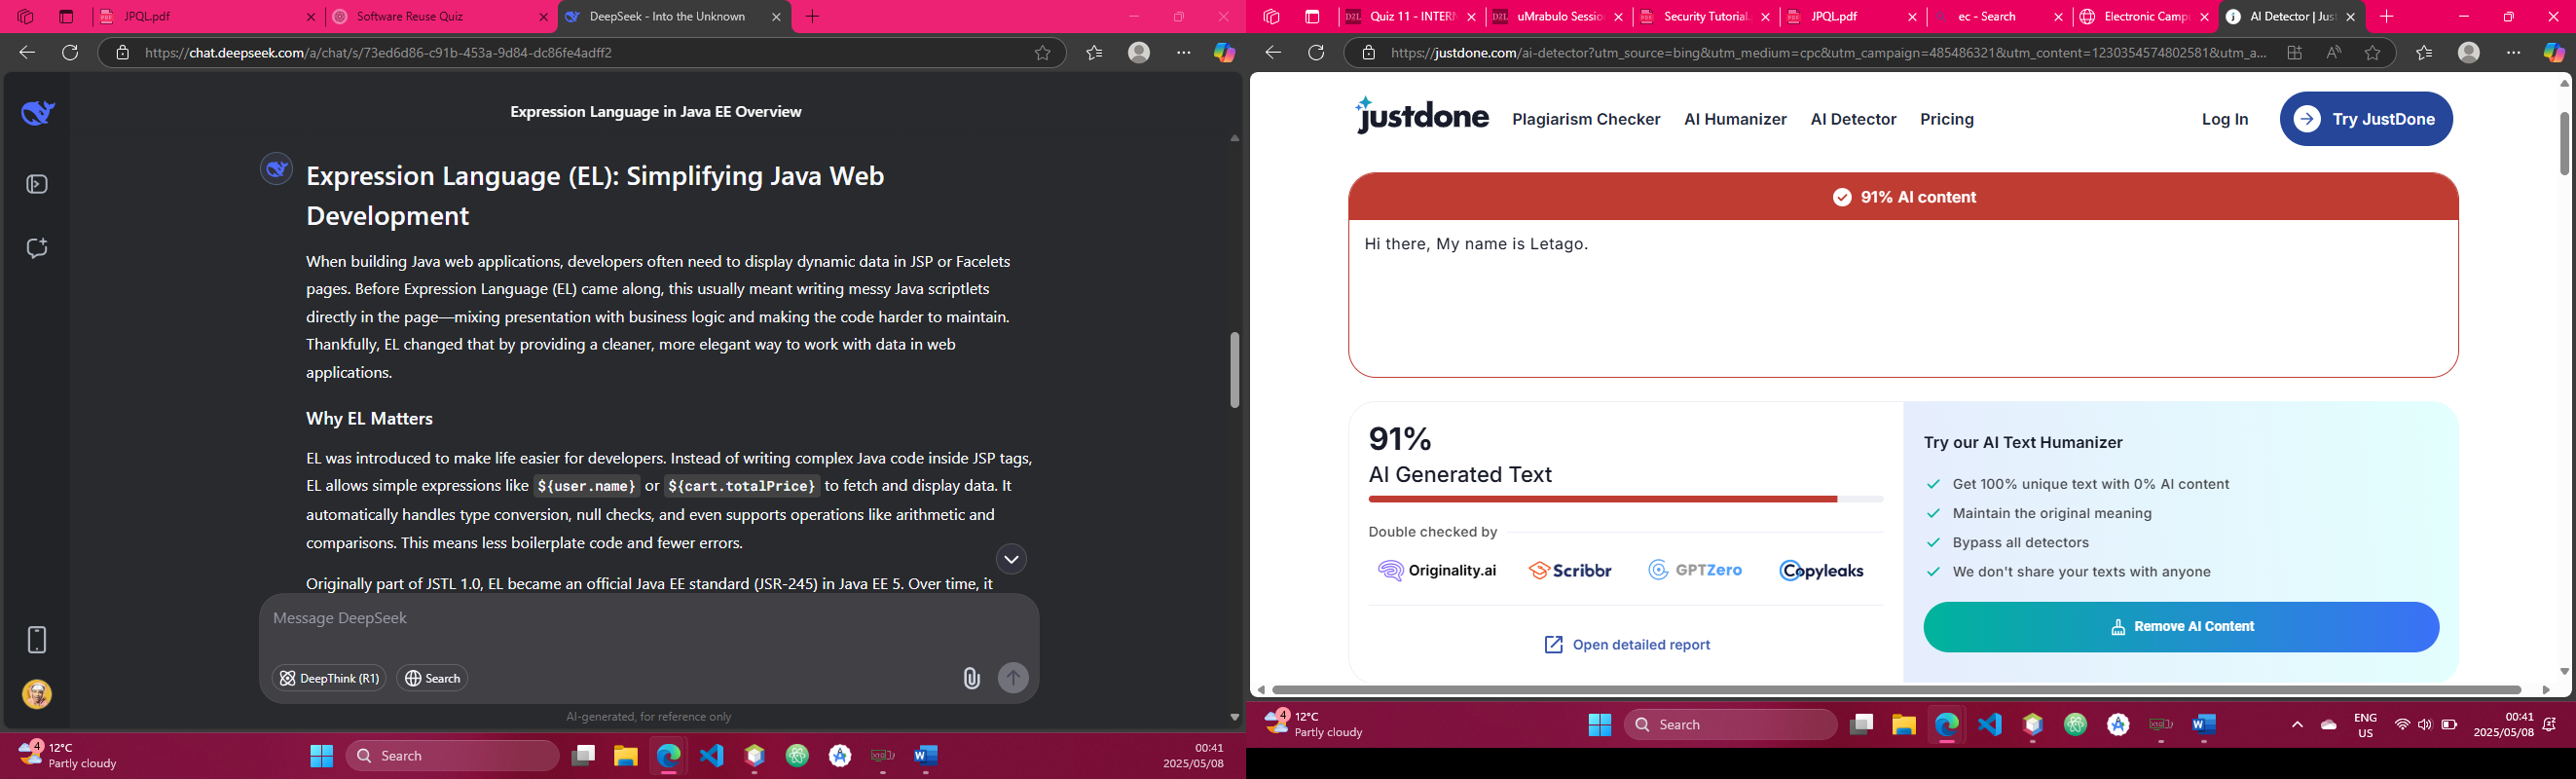 JPQL.pdf
Software Reuse Quiz
DeepSeek - Into the Unknown
https://chat.deepseek.com/a/chat/s/73ed6d86-c91b-453a-9d84-dc86fe4adff2
Expression Language in Java EE Overview
Expression Language (EL): Simplifying Java Web
Development
When building Java web applications, developers often need to display dynamic data in JSP or Facelets
pages. Before Expression Language (EL) came along, this usually meant writing messy Java scriptlets
directly in the page—mixing presentation with business logic and making the code harder to maintain.
Thankfully, EL changed that by providing a cleaner, more elegant way to work with data in web
applications.
Why EL Matters
EL was introduced to make life easier for developers. Instead of writing complex Java code inside JSP tags,
EL allows simple expressions like ${user.name} or ${cart.totalPrice} to fetch and display data. It
automatically handles type conversion, null checks, and even supports operations like arithmetic and
comparisons. This means less boilerplate code and fewer errors.
Originally part of JSTL 1.0, EL became an official Java EE standard (JSR-245) in Java EE 5. Over time, it
Message DeepSeek
DeepThink (R1)
Search
AI-generated, for reference only
4
12°C
Partly cloudy
Search
00:41
2025/05/08
D2L
Quiz 11 - INTERN
D2L
uMrabulo Sessio
Security Tutorial.
JPQL.pdf
ec - Search
Electronic Campu
AI Detector | Jus
https://justdone.com/ai-detector?utm_source=bing&utm_medium=cpc&utm_campaign=485486321&utm_content=1230354574802581&utm_a...
justdone
Plagiarism Checker
AI Humanizer
AI Detector
Pricing
Log In
Try JustDone
91% AI content
Hi there, My name is Letago.
91%
AI Generated Text
Double checked by
Originality.ai
Scribbr
GPTZero
Copyleaks
Open detailed report
Try our AI Text Humanizer
Get 100% unique text with 0% AI content
Maintain the original meaning
Bypass all detectors
We don't share your texts with anyone
Remove AI Content
4
12°C
Partly cloudy
Search
ENG
US
00:41
2025/05/08